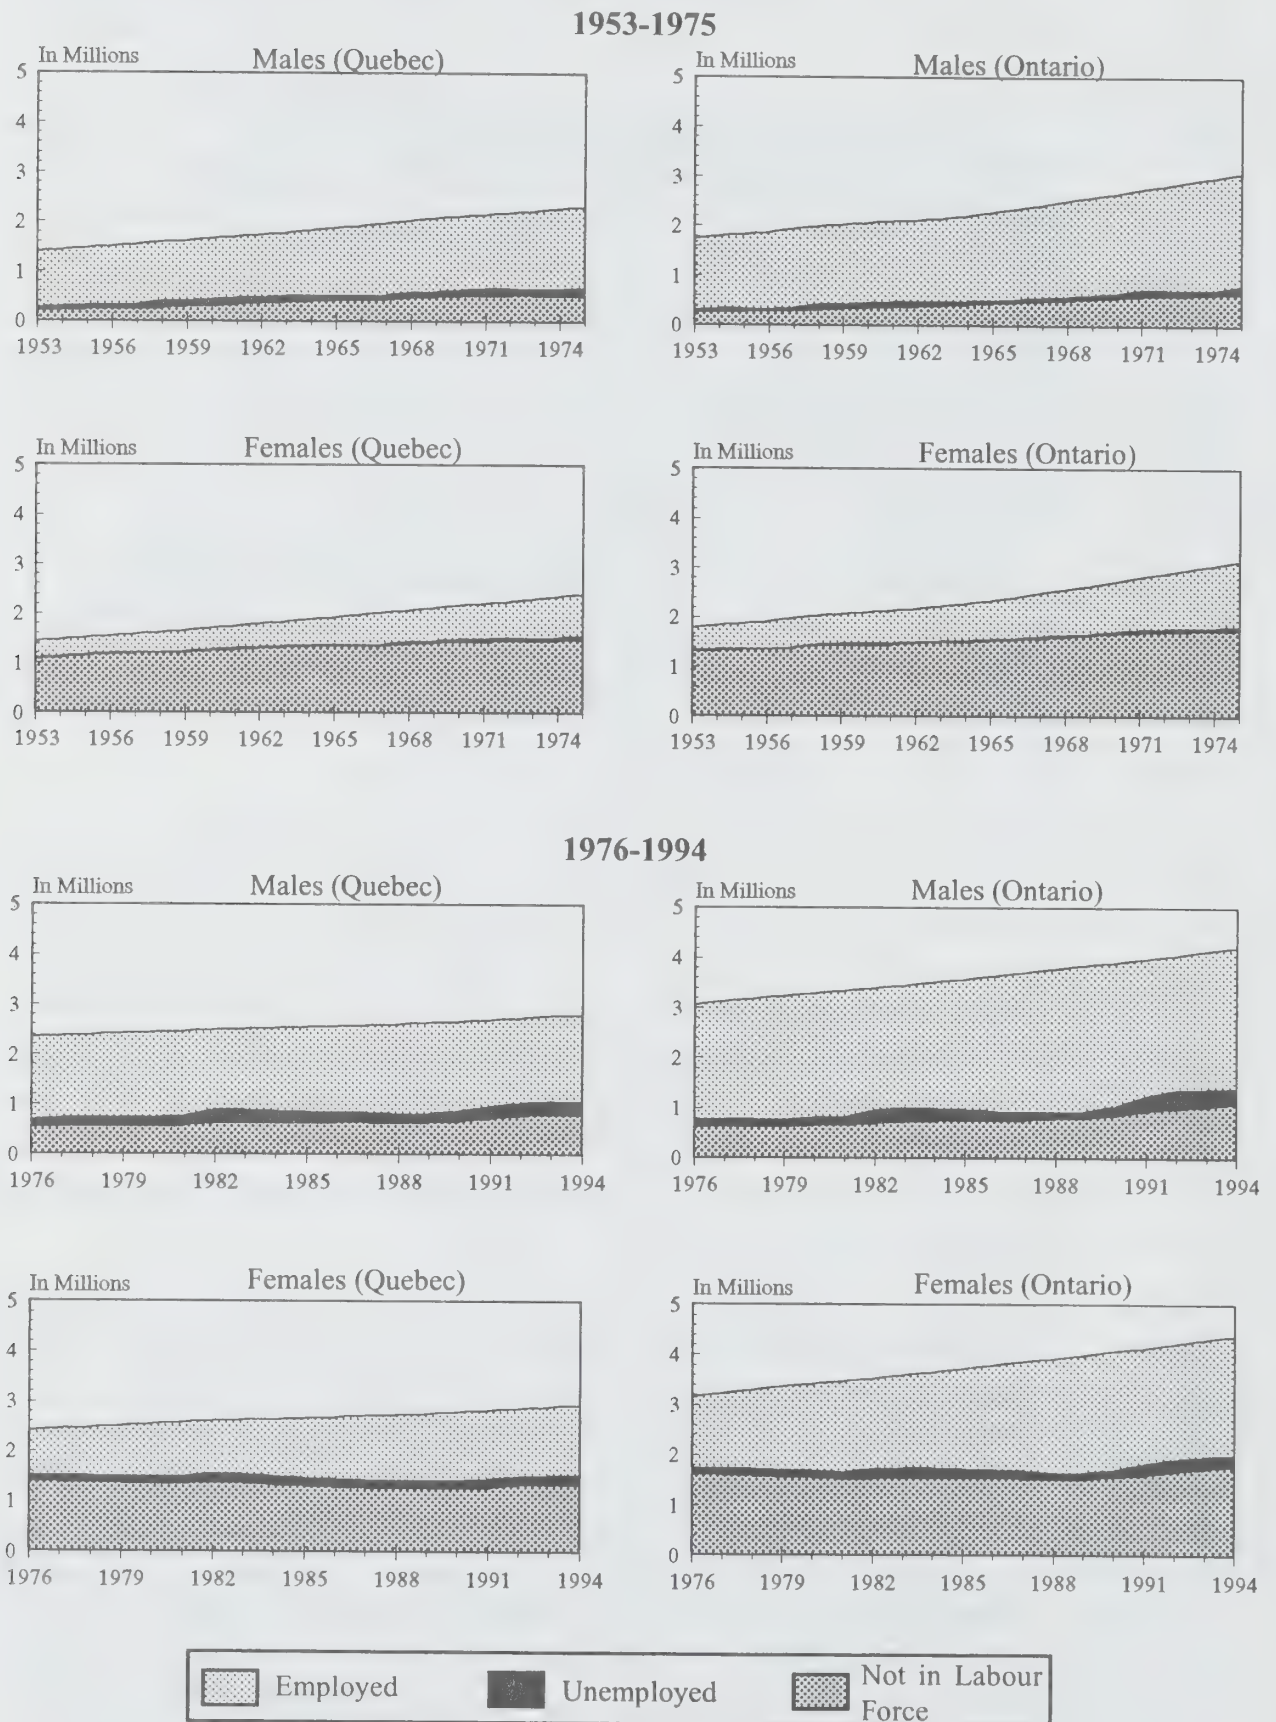 1953-1975
In Millions
Males (Quebec)
5
4
3
2
1
0
1953 1956 1959 1962 1965 1968 1971 1974
In Millions
Males (Ontario)
5
4
3
2
1
0
1953 1956 1959 1962 1965 1968 1971 1974
In Millions
Females (Quebec)
5
4
3
2
1
0
1953 1956 1959 1962 1965 1968 1971 1974
In Millions
Females (Ontario)
5
4
3
2
1
0
1953 1956 1959 1962 1965 1968 1971 1974
1976-1994
In Millions
Males (Quebec)
5
4
3
2
1
0
1976 1979 1982 1985 1988 1991 1994
In Millions
Males (Ontario)
5
4
3
2
1
0
1976 1979 1982 1985 1988 1991 1994
In Millions
Females (Quebec)
5
4
3
2
1
0
1976 1979 1982 1985 1988 1991 1994
In Millions
Females (Ontario)
5
4
3
2
1
0
1976 1979 1982 1985 1988 1991 1994
Employed
Unemployed
Not in Labour
Force